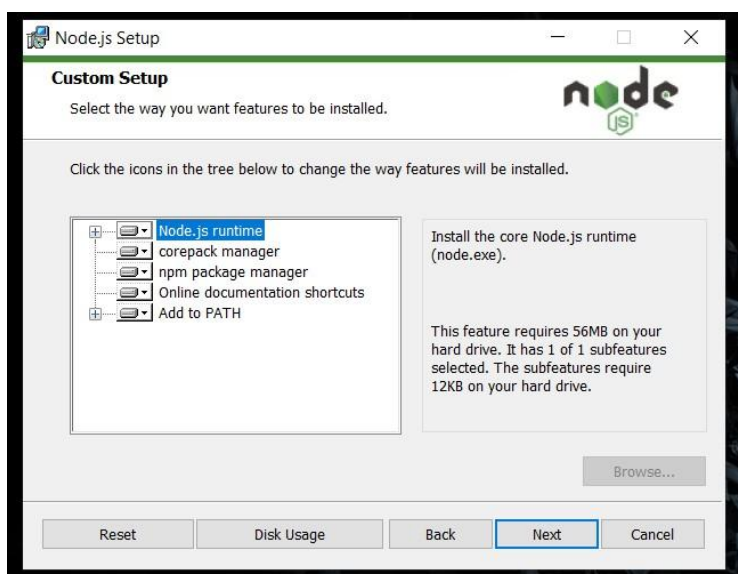 Node.js Setup
Custom Setup
Select the way you want features to be installed.
node
JS
Click the icons in the tree below to change the way features will be installed.
Node.js runtime
corepack manager
npm package manager
Online documentation shortcuts
Add to PATH
Install the core Node.js runtime
(node.exe).
This feature requires 56MB on your
hard drive. It has 1 of 1 subfeatures
selected. The subfeatures require
12KB on your hard drive.
Browse...
Reset
Disk Usage
Back
Next
Cancel